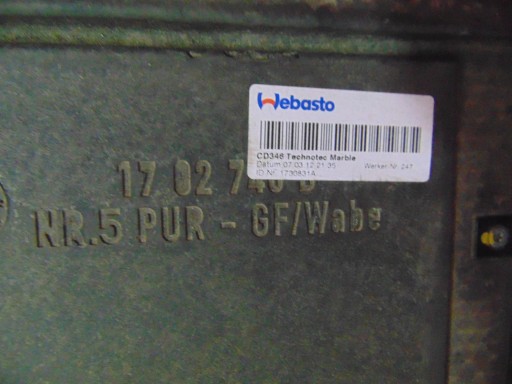 Webasto
CD346 Technotec Marble
Datum 07.03.12 21:35 Werker-Nr. 247
ID Nr. 1730831A
17 02 740 B
NR.5 PUR - GF/Wabe